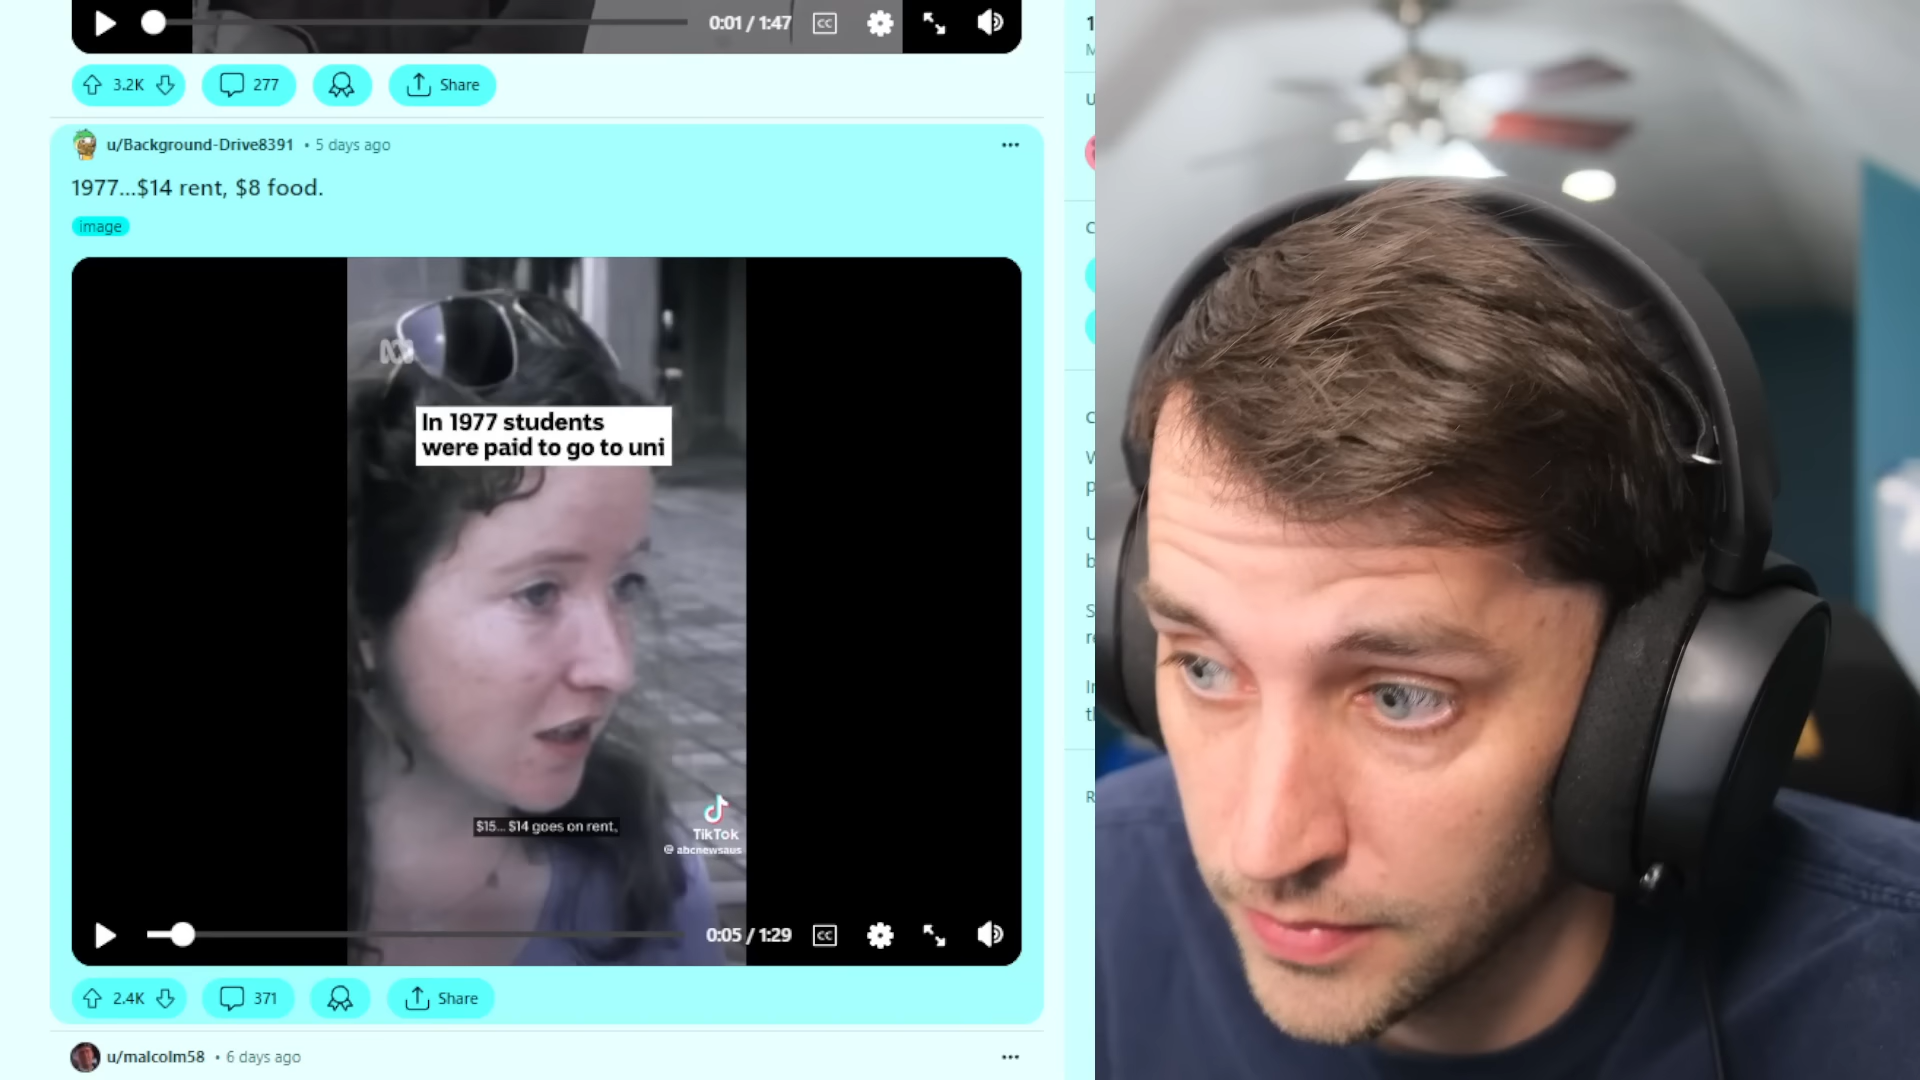 0:01 / 1:47
CC
3.2K
277
Share
u/Background-Drive8391 • 5 days ago
1977...$14 rent, $8 food.
image
In 1977 students
were paid to go to uni
$15... $14 goes on rent,
TikTok
@ abcnewsaus
0:05 / 1:29
CC
2.4K
371
Share
u/malcolm58 • 6 days ago